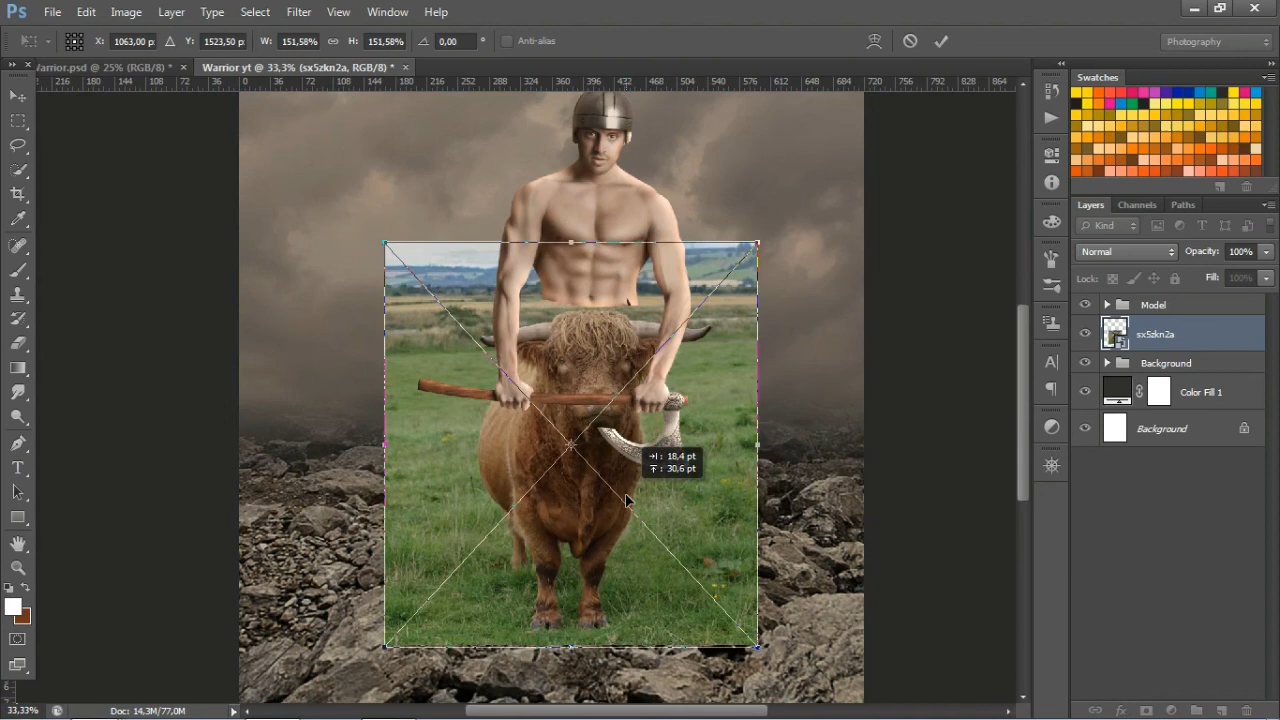 Ps File Edit Image Layer Type Select Filter View Window Help
X: 1063,00 p: Y: 1523,50 p: W: 151,58% H: 151,58% 0,00 ° Anti-alias Photography
Warrior.psd @ 25% (RGB/8) * × Warrior yt @ 33,3% (sx5zkn2a, RGB/8) * ×
216 180 144 108 72 36 0 36 72 108 144 180 216 252 288 324 360 396 432 468 504 540 576 612 648 684 720 756 792 828 864
Swatches
Layers Channels Paths
Kind
Normal Opacity: 100%
Lock: Fill: 100%
Model
sx5zkn2a
Background
Color Fill 1
Background
: 18,4 pt
: 30,6 pt
33,33% Doc: 14,3M/77,0M